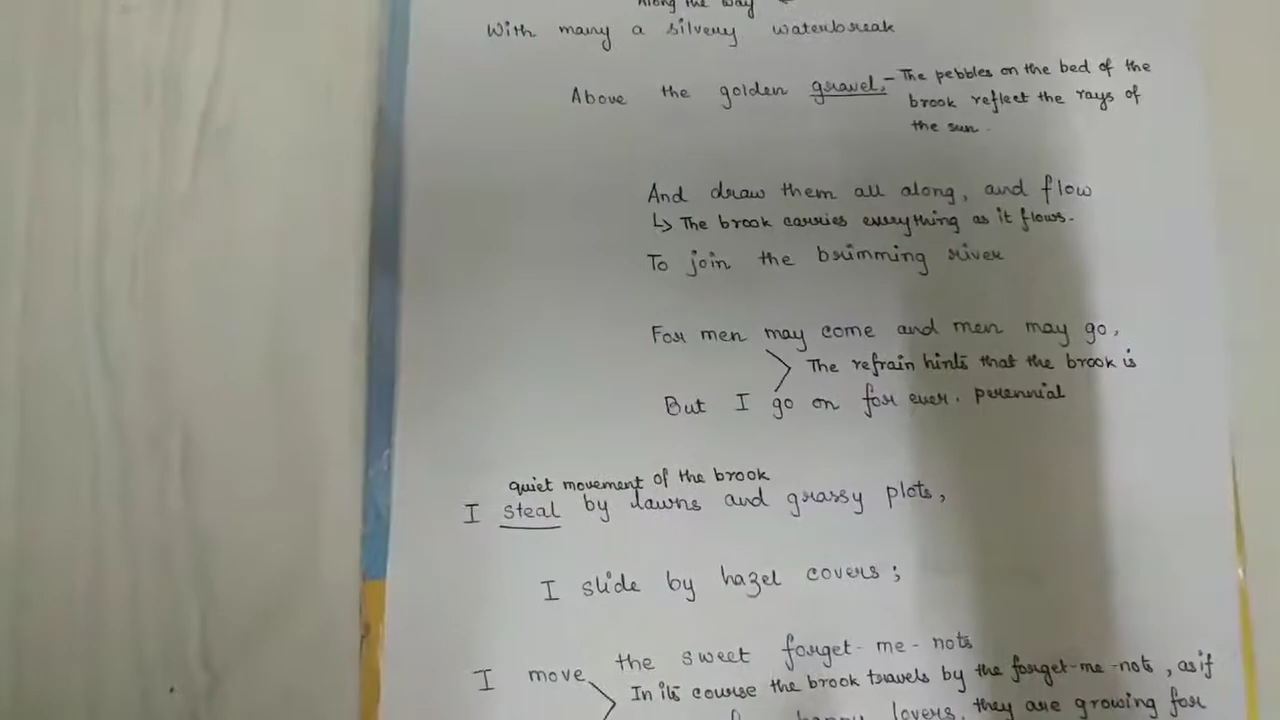 Along the way
With many a silvery waterbreak
Above the golden gravel, - The pebbles on the bed of the
brook reflect the rays of
the sun.
And draw them all along, and flow
↳ The brook carries everything as it flows.
To join the brimming river
For men may come and men may go,
The refrain hints that the brook is
But I go on for ever. perennial
quiet movement of the brook
I steal by lawns and grassy plots,
I slide by hazel covers;
I move the sweet forget-me-nots
In its course the brook travels by the forget-me-nots, as if
happy lovers, they are growing for